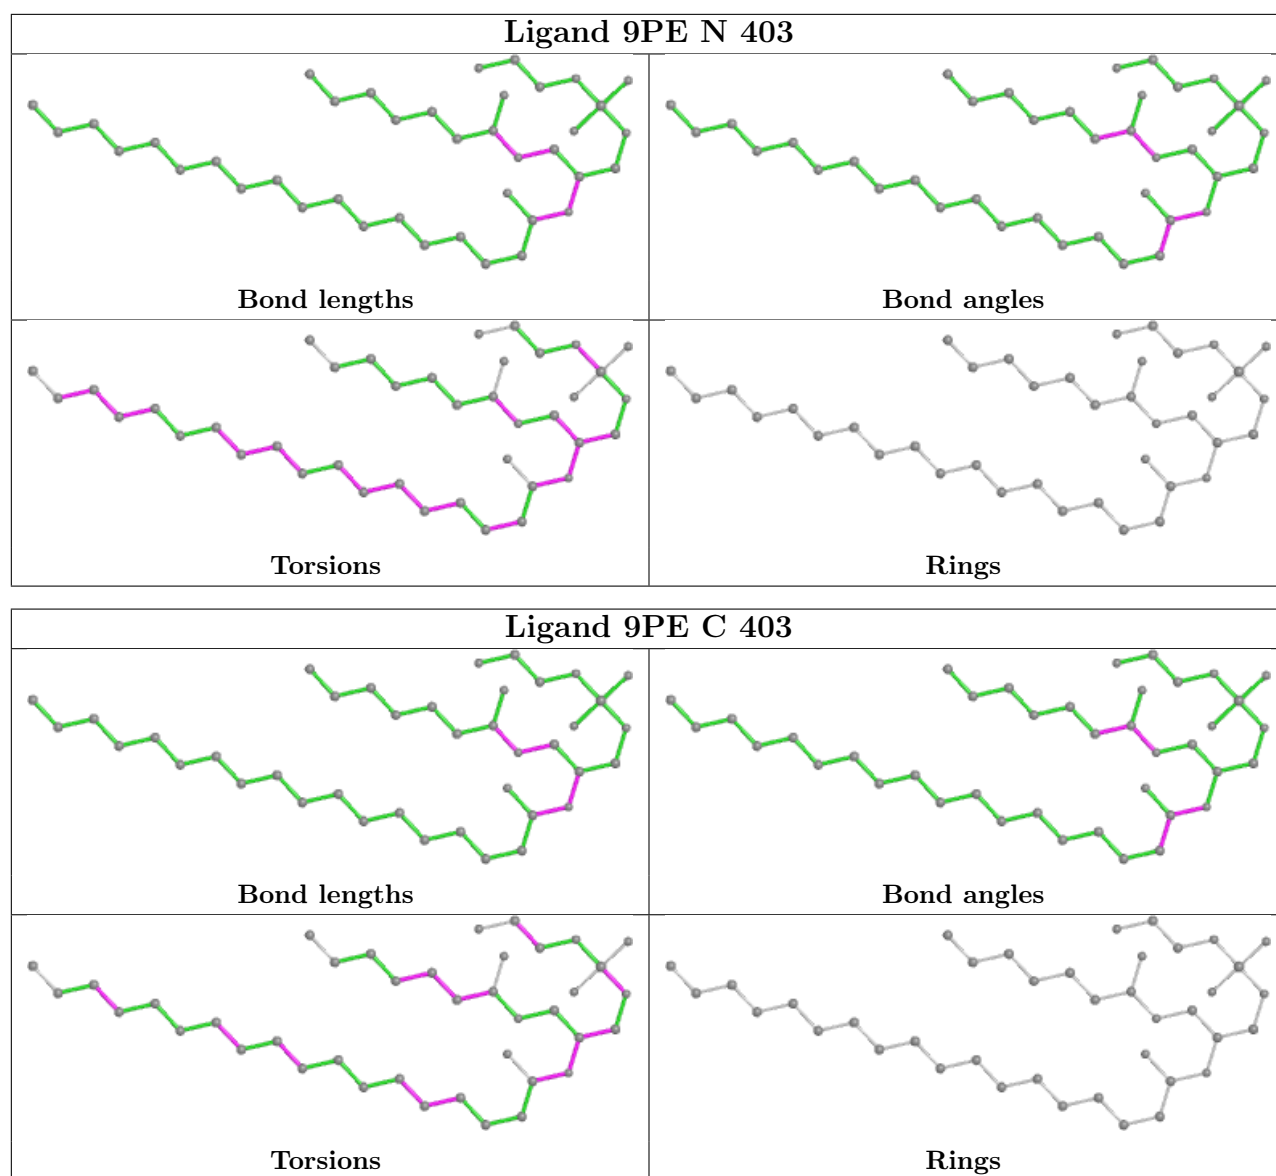 Ligand 9PE N 403
Bond lengths
Bond angles
Torsions
Rings
Ligand 9PE C 403
Bond lengths
Bond angles
Torsions
Rings